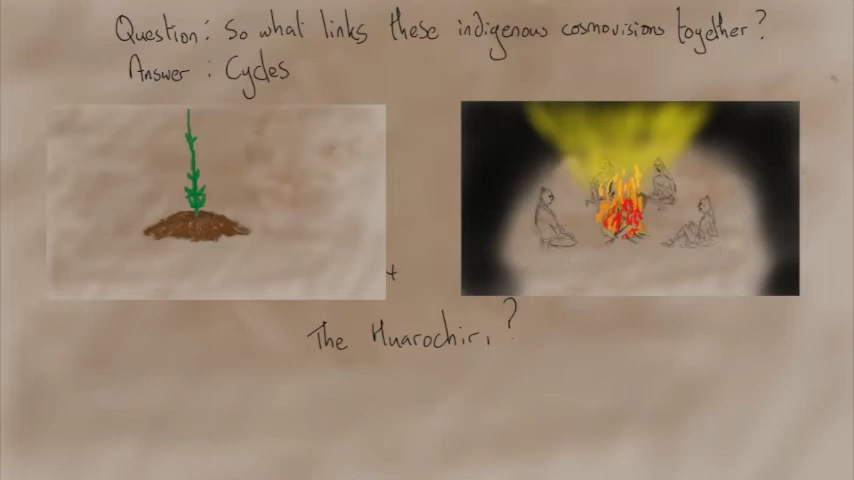 Question: So what links these indigenous cosmovisions together?
Answer: Cycles
+
The Huarochiri?